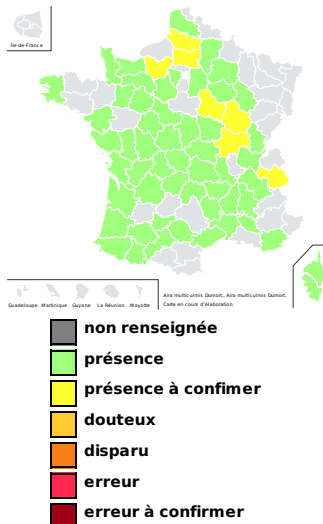 Île-de-France
Guadeloupe Martinique Guyane La Réunion Mayotte
Aira multiculmis Dumort., Aira multiculmis Dumort.
Carte en cours d'élaboration.
non renseignée
présence
présence à confimer
douteux
disparu
erreur
erreur à confirmer